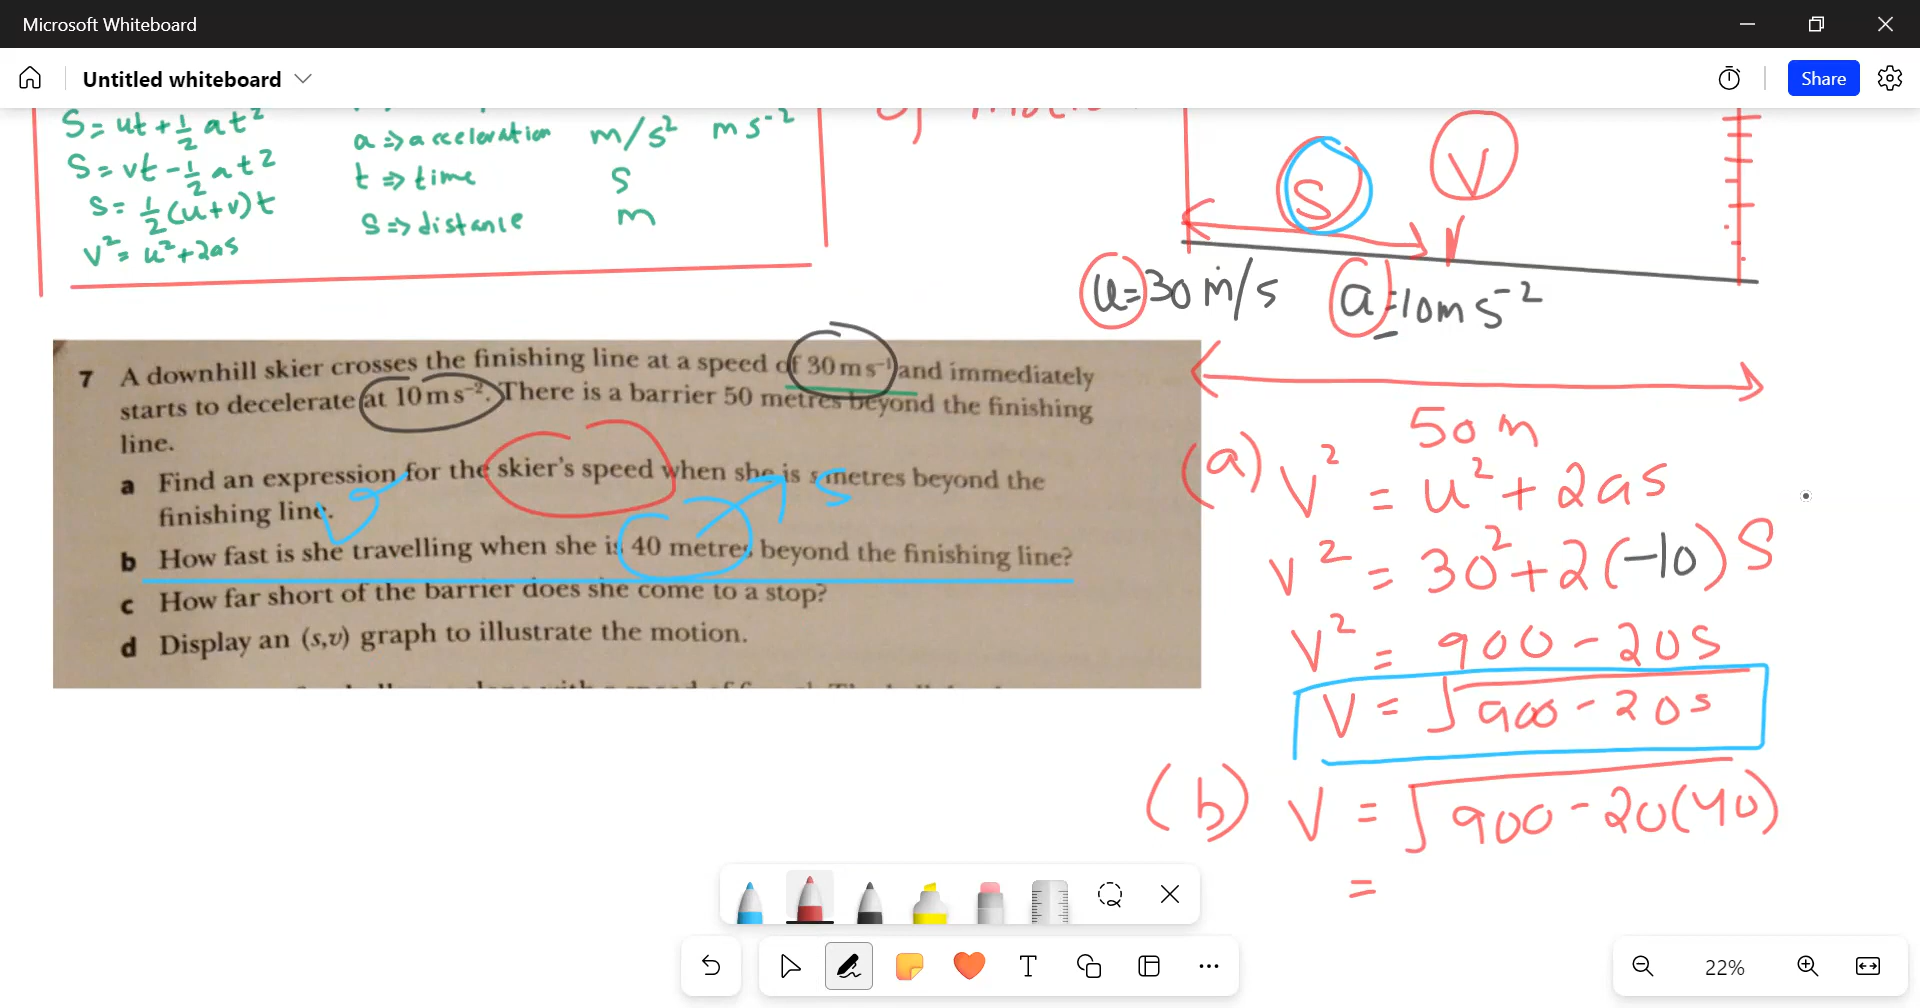 Microsoft Whiteboard
Untitled whiteboard
Share
S = ut + 1/2 at²
S = vt - 1/2 at²
S = 1/2 (u+v)t
v² = u² + 2as
a => acceleration m/s² ms⁻²
t => time s
S => distance m
S
V
u = 30 m/s a = 10ms⁻²
50 m
7 A downhill skier crosses the finishing line at a speed of 30 m s⁻¹ and immediately
starts to decelerate at 10 m s⁻². There is a barrier 50 metres beyond the finishing
line.
a Find an expression for the skier's speed when she is s metres beyond the
finishing line.
b How fast is she travelling when she is 40 metres beyond the finishing line?
c How far short of the barrier does she come to a stop?
d Display an (s,v) graph to illustrate the motion.
S
(a) V² = u² + 2as
V² = 30² + 2(-10)S
V² = 900 - 20S
V = √900 - 20s
(b) V = √900 - 20(40)
=
22%